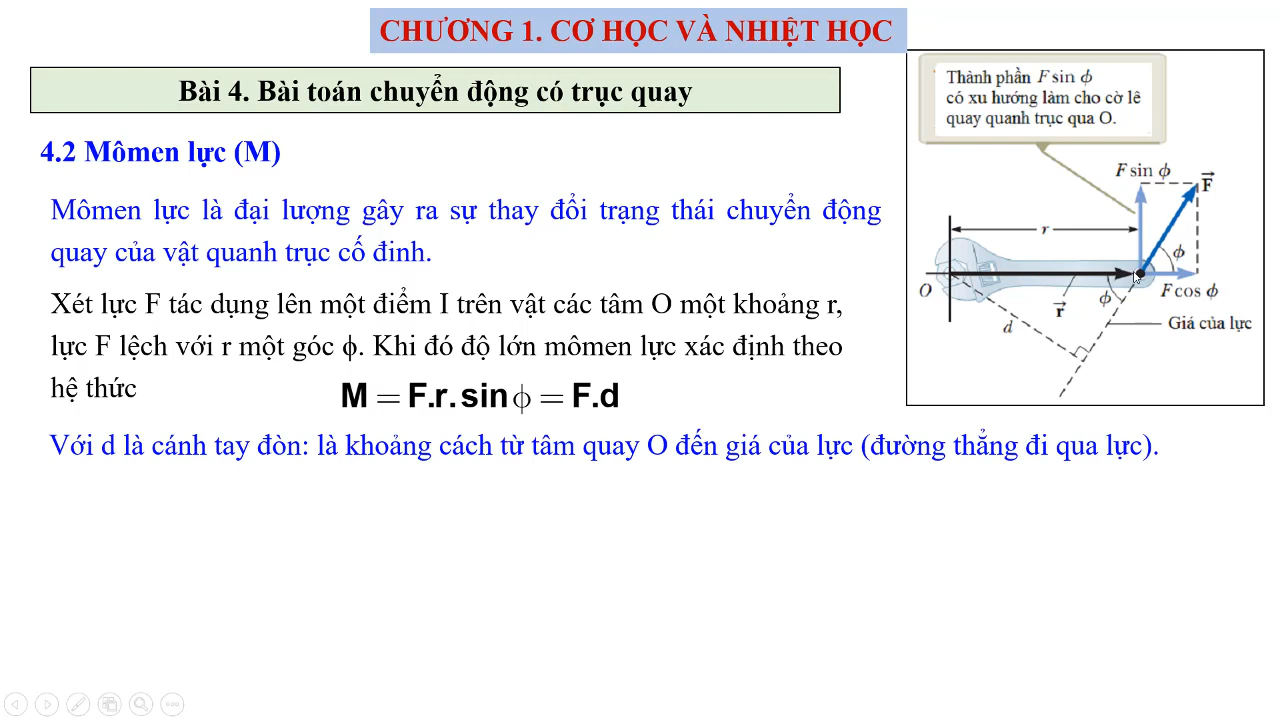 CHƯƠNG 1. CƠ HỌC VÀ NHIỆT HỌC
Bài 4. Bài toán chuyển động có trục quay
4.2 Mômen lực (M)
Mômen lực là đại lượng gây ra sự thay đổi trạng thái chuyển động
quay của vật quanh trục cố đinh.
Xét lực F tác dụng lên một điểm I trên vật các tâm O một khoảng r,
lực F lệch với r một góc ϕ. Khi đó độ lớn mômen lực xác định theo
hệ thức
M = F.r.sin ϕ = F.d
Với d là cánh tay đòn: là khoảng cách từ tâm quay O đến giá của lực (đường thẳng đi qua lực).
Thành phần F sin ϕ
có xu hướng làm cho cờ lê
quay quanh trục qua O.
F sin ϕ
F⃗
r
ϕ
O
ϕ
F cos ϕ
r⃗
d
Giá của lực